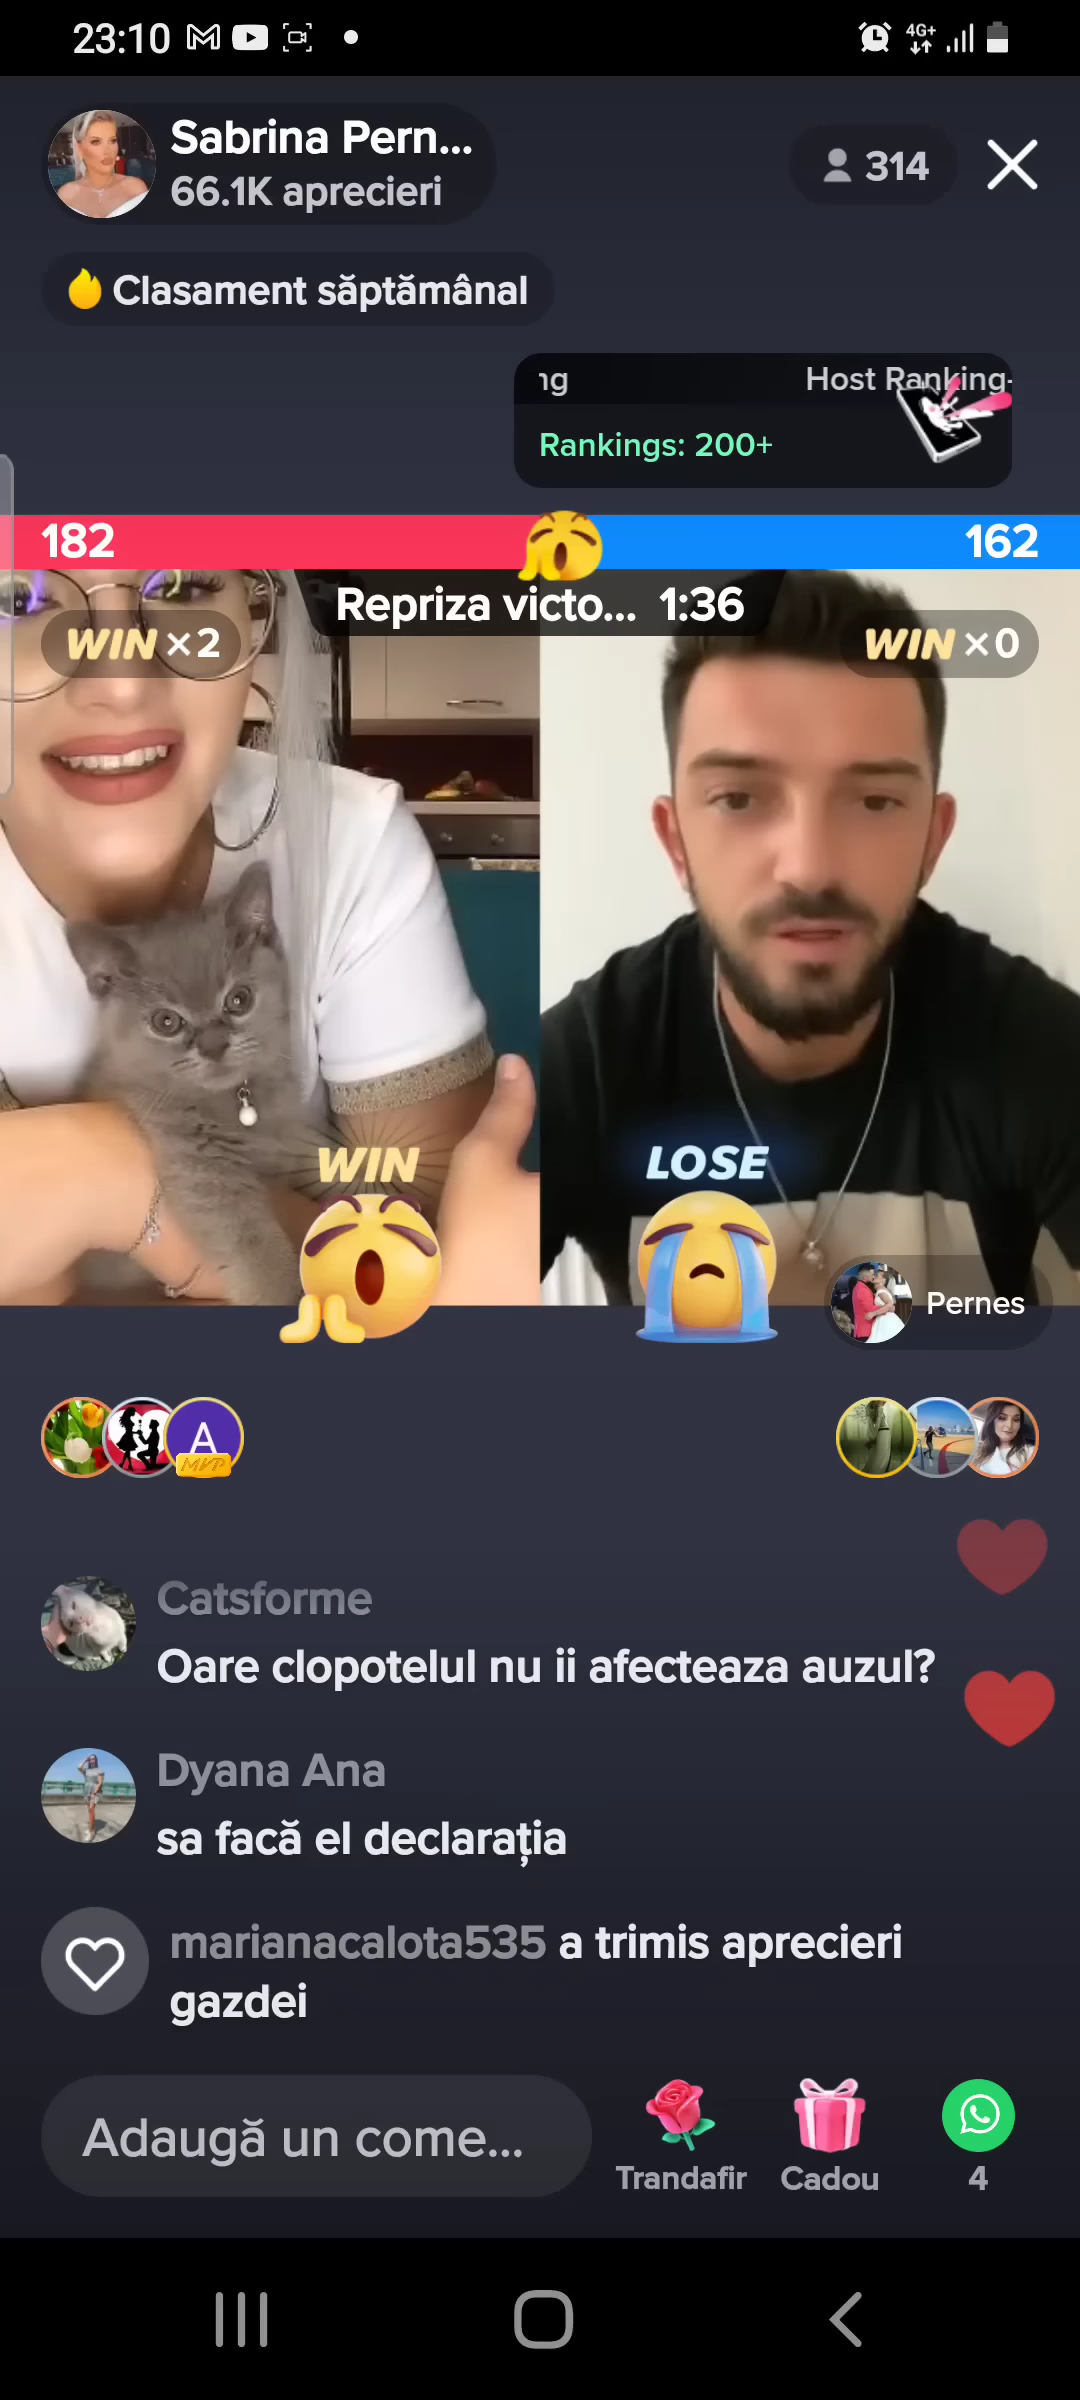 23:10
4G+
Sabrina Pern...
66.1K aprecieri
314
Clasament săptămânal
ng Host Ranking-
Rankings: 200+
182 162
Repriza victo... 1:36
WIN ×2 WIN ×0
WIN LOSE
Pernes
A
MVP
Catsforme
Oare clopotelul nu ii afecteaza auzul?
Dyana Ana
sa facă el declarația
marianacalota535 a trimis aprecieri
gazdei
Adaugă un come...
Trandafir Cadou 4